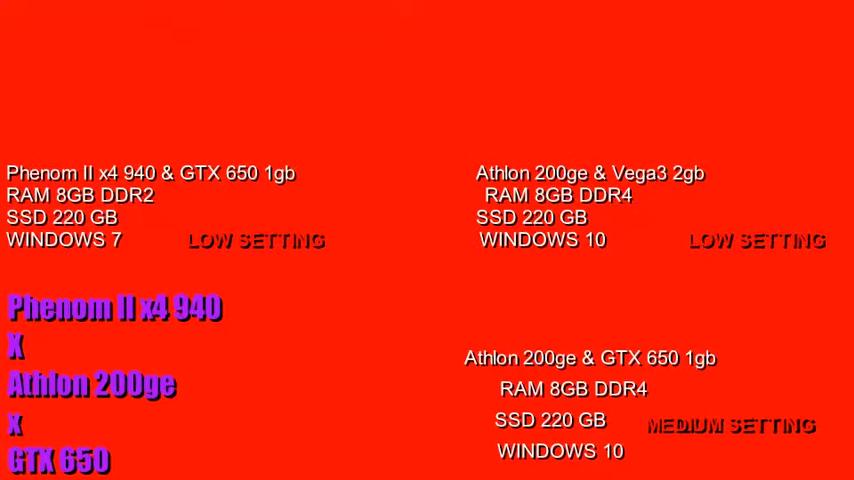 Phenom II x4 940 & GTX 650 1gb
RAM 8GB DDR2
SSD 220 GB
WINDOWS 7 LOW SETTING
Athlon 200ge & Vega3 2gb
RAM 8GB DDR4
SSD 220 GB
WINDOWS 10 LOW SETTING
Phenom II x4 940
X
Athlon 200ge
x
GTX 650
Athlon 200ge & GTX 650 1gb
RAM 8GB DDR4
SSD 220 GB MEDIUM SETTING
WINDOWS 10